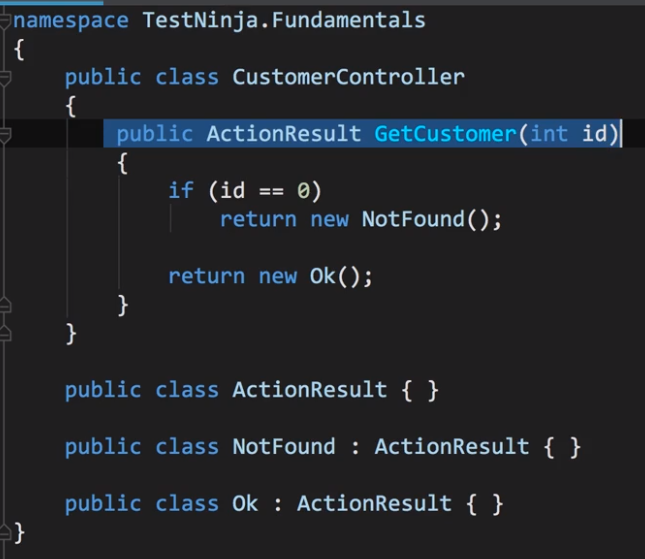 namespace TestNinja.Fundamentals
{
    public class CustomerController
    {
        public ActionResult GetCustomer(int id)
        {
            if (id == 0)
                return new NotFound();

            return new Ok();
        }
    }

    public class ActionResult { }

    public class NotFound : ActionResult { }

    public class Ok : ActionResult { }
}